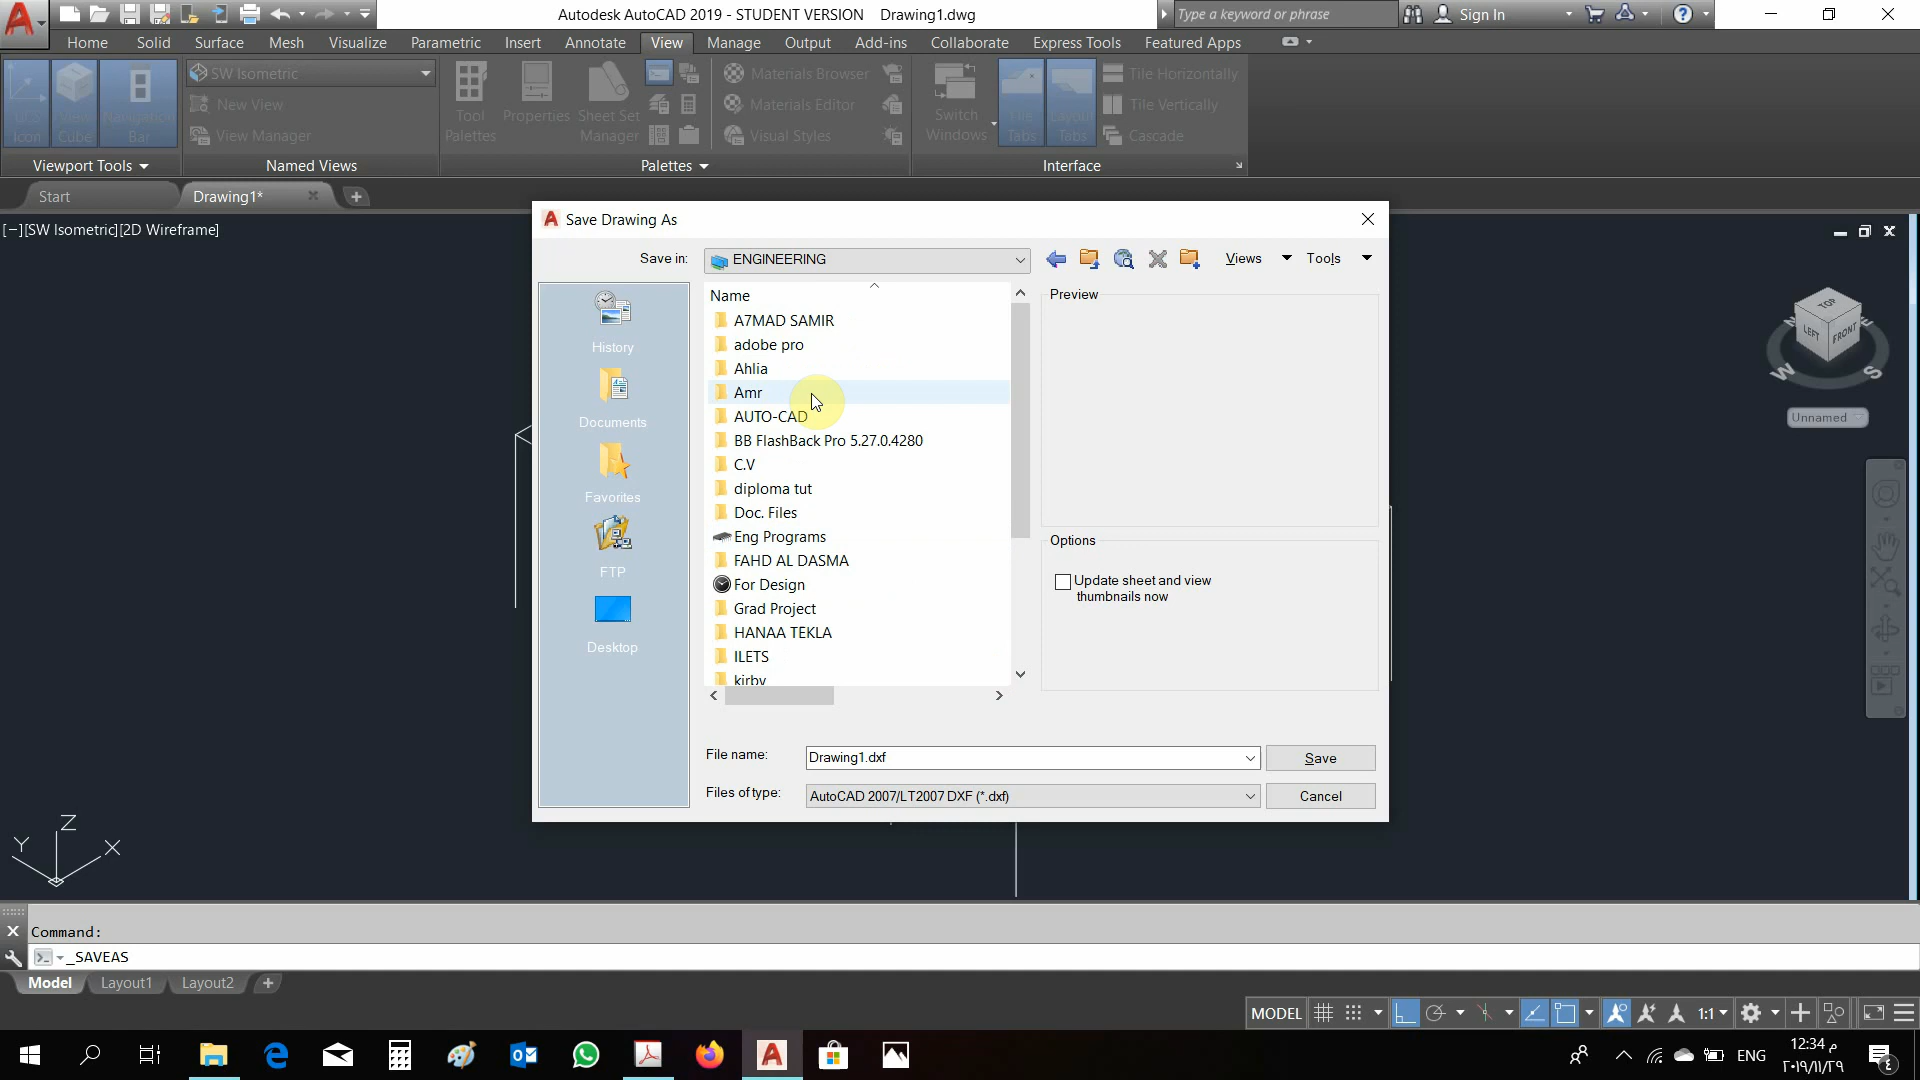 Autodesk AutoCAD 2019 - STUDENT VERSION Drawing1.dwg
Type a keyword or phrase
Sign In
Home Solid Surface Mesh Visualize Parametric Insert Annotate View Manage Output Add-ins Collaborate Express Tools Featured Apps
UCS Icon
View Cube
Navigation Bar
SW Isometric
New View
View Manager
Tool Palettes
Properties
Sheet Set Manager
Materials Browser
Materials Editor
Visual Styles
Switch Windows
File Tabs
Layout Tabs
Tile Horizontally
Tile Vertically
Cascade
Viewport Tools
Named Views
Palettes
Interface
Start
Drawing1*
[−][SW Isometric][2D Wireframe]
Save Drawing As
Save in:
ENGINEERING
Views
Tools
History
Documents
Favorites
FTP
Desktop
Name
A7MAD SAMIR
adobe pro
Ahlia
Amr
AUTO-CAD
BB FlashBack Pro 5.27.0.4280
C.V
diploma tut
Doc. Files
Eng Programs
FAHD AL DASMA
For Design
Grad Project
HANAA TEKLA
ILETS
kirby
Preview
Options
Update sheet and view
thumbnails now
File name:
Drawing1.dxf
Save
Files of type:
AutoCAD 2007/LT2007 DXF (*.dxf)
Cancel
TOP
LEFT
FRONT
N
E
W
S
Unnamed
Z
Y
X
Command:
_SAVEAS
Model
Layout1
Layout2
MODEL
1:1
ENG
12:34 م
٢٠١٩/١١/٢٩
٤